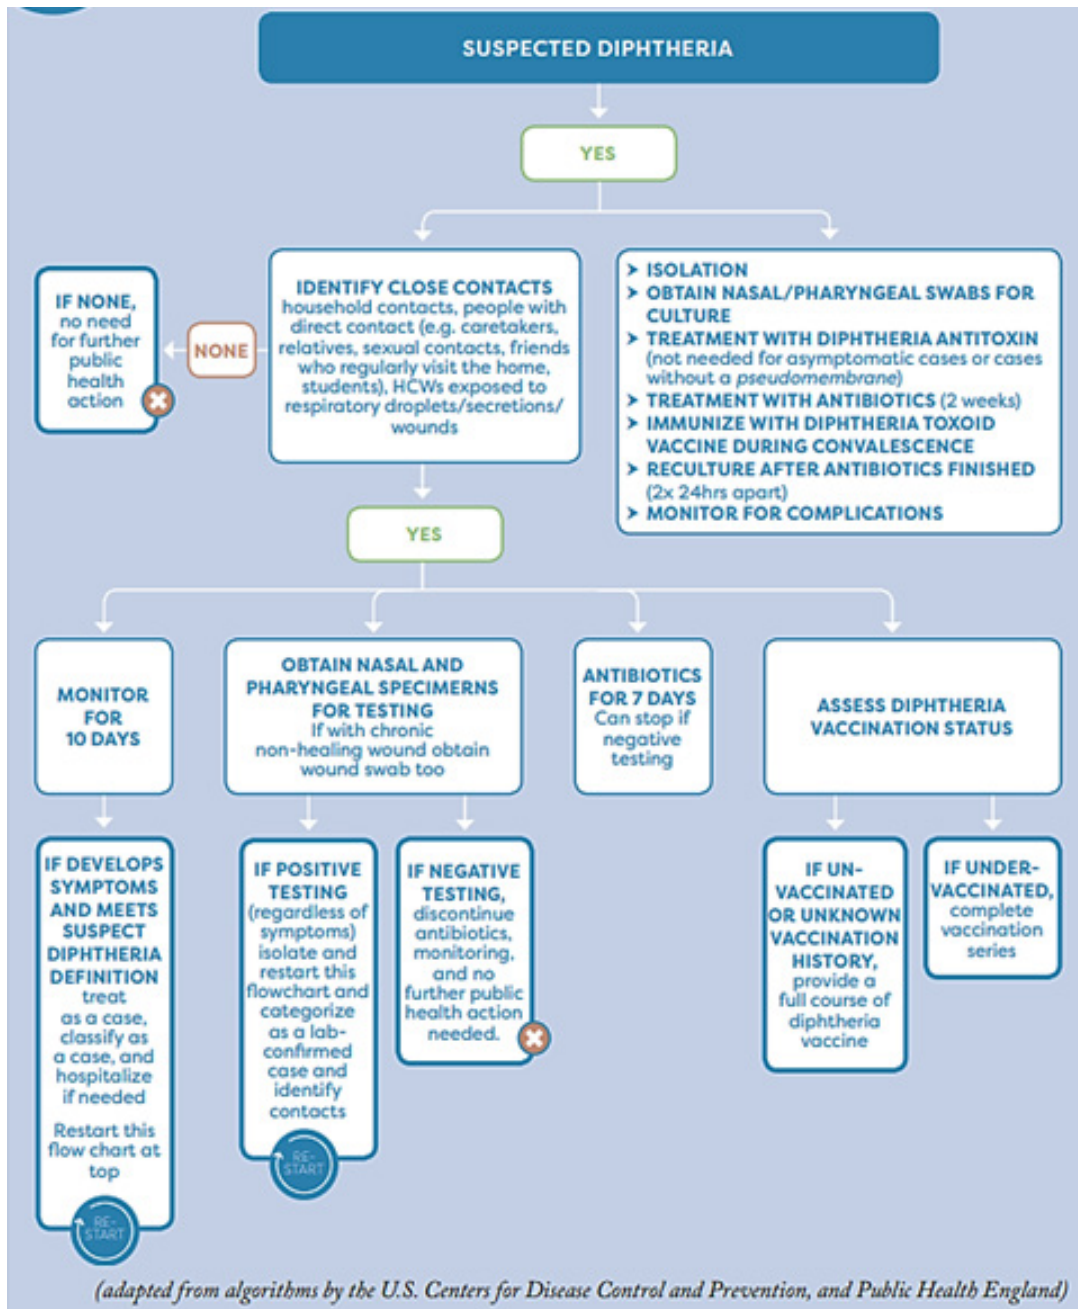 SUSPECTED DIPHTHERIA
YES
IF NONE,
no need
for further
public
health
action
NONE
IDENTIFY CLOSE CONTACTS
household contacts, people with
direct contact (e.g. caretakers,
relatives, sexual contacts, friends
who regularly visit the home,
students), HCWs exposed to
respiratory droplets/secretions/
wounds
➤ ISOLATION
➤ OBTAIN NASAL/PHARYNGEAL SWABS FOR
CULTURE
➤ TREATMENT WITH DIPHTHERIA ANTITOXIN
(not needed for asymptomatic cases or cases
without a pseudomembrane)
➤ TREATMENT WITH ANTIBIOTICS (2 weeks)
➤ IMMUNIZE WITH DIPHTHERIA TOXOID
VACCINE DURING CONVALESCENCE
➤ RECULTURE AFTER ANTIBIOTICS FINISHED
(2x 24hrs apart)
➤ MONITOR FOR COMPLICATIONS
YES
MONITOR
FOR
10 DAYS
OBTAIN NASAL AND
PHARYNGEAL SPECIMERNS
FOR TESTING
If with chronic
non-healing wound obtain
wound swab too
ANTIBIOTICS
FOR 7 DAYS
Can stop if
negative
testing
ASSESS DIPHTHERIA
VACCINATION STATUS
IF DEVELOPS
SYMPTOMS
AND MEETS
SUSPECT
DIPHTHERIA
DEFINITION
treat
as a case,
classify as
a case, and
hospitalize
if needed
Restart this
flow chart at
top
RE-
START
IF POSITIVE
TESTING
(regardless of
symptoms)
isolate and
restart this
flowchart and
categorize
as a lab-
confirmed
case and
identify
contacts
RE-
START
IF NEGATIVE
TESTING,
discontinue
antibiotics,
monitoring,
and no
further public
health action
needed.
IF UN-
VACCINATED
OR UNKNOWN
VACCINATION
HISTORY,
provide a
full course of
diphtheria
vaccine
IF UNDER-
VACCINATED,
complete
vaccination
series
(adapted from algorithms by the U.S. Centers for Disease Control and Prevention, and Public Health England)